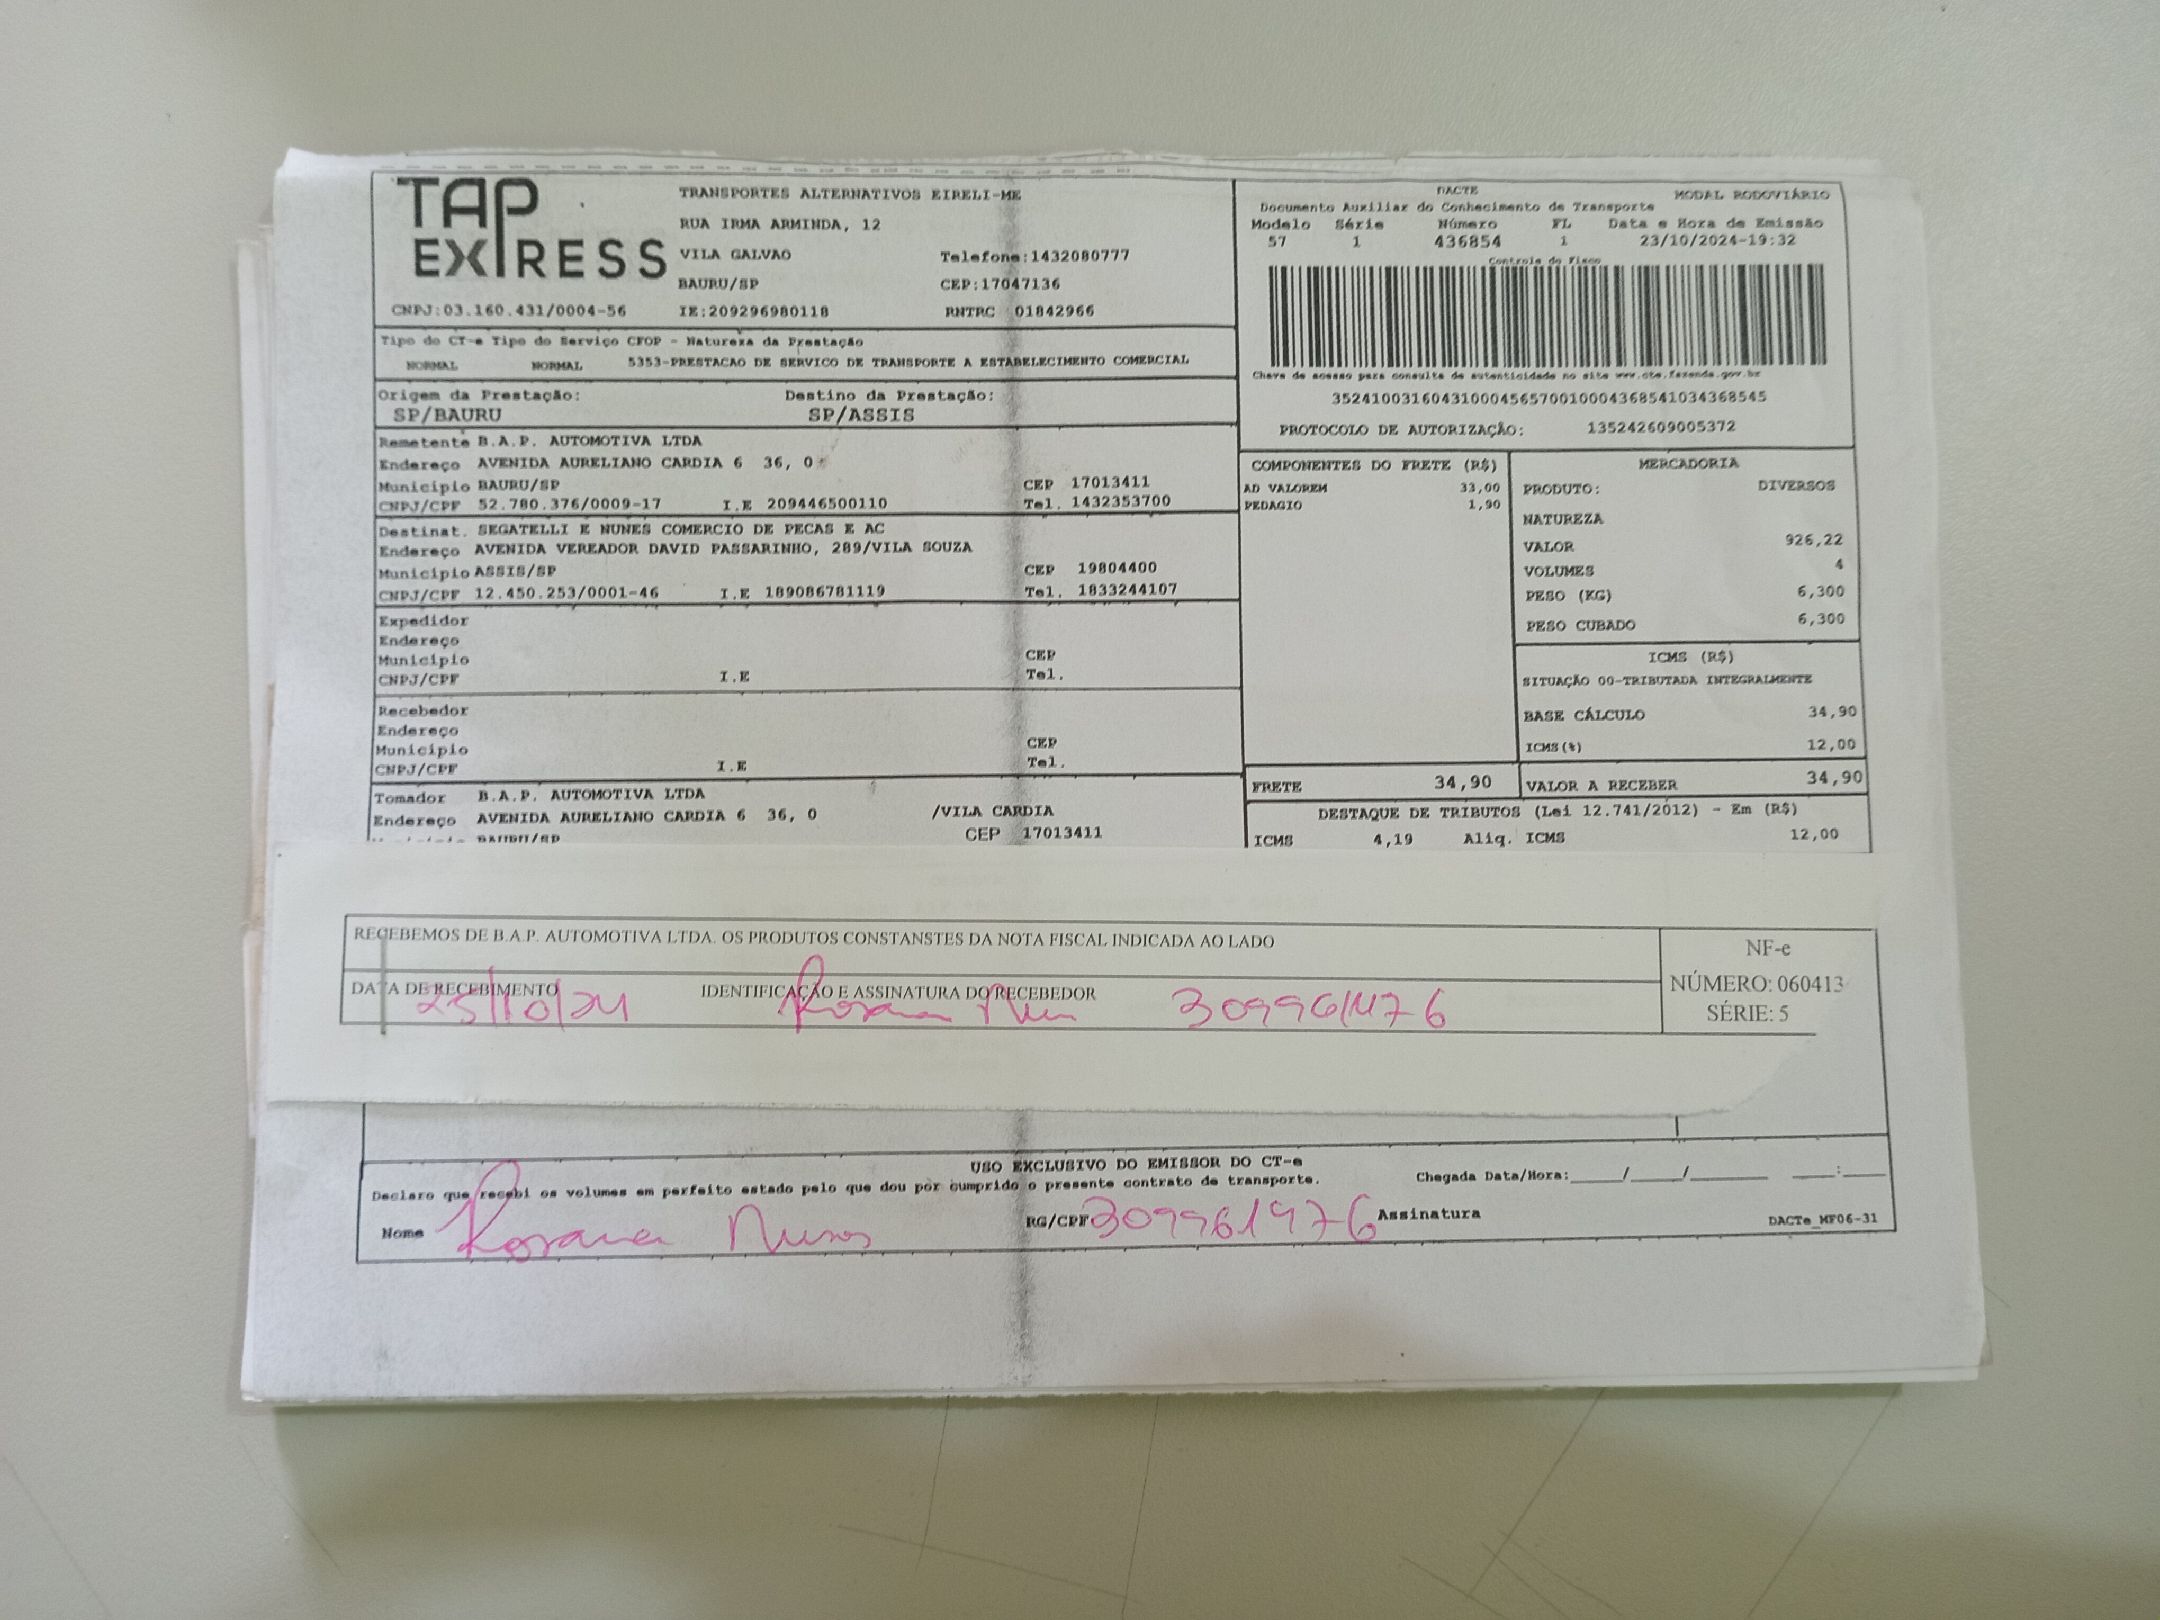 TAP EXPRESS
TRANSPORTES ALTERNATIVOS EIRELI-ME
RUA IRMA ARMINDA, 12
VILA GALVAO Telefone:1432080777
BAURU/SP CEP:17047136
CNPJ:03.160.431/0004-56 IE:209296980118 RNTRC 01842966
DACTE MODAL RODOVIÁRIO
Documento Auxiliar do Conhecimento de Transporte
Modelo Série Número FL Data e Hora de Emissão
57 1 436854 1 23/10/2024-19:32
Controle do Fisco
Chave de acesso para consulta de autenticidade no site www.cte.fazenda.gov.br
35241003160431000456570010004368541034368545
PROTOCOLO DE AUTORIZAÇÃO: 135242609005372
Tipo do CT-e Tipo do Serviço CFOP - Natureza da Prestação
NORMAL NORMAL 5353-PRESTACAO DE SERVICO DE TRANSPORTE A ESTABELECIMENTO COMERCIAL
Origem da Prestação: Destino da Prestação:
SP/BAURU SP/ASSIS
Remetente B.A.P. AUTOMOTIVA LTDA
Endereço AVENIDA AURELIANO CARDIA 6 36, 0
Município BAURU/SP CEP 17013411
CNPJ/CPF 52.780.376/0009-17 I.E 209446500110 Tel. 1432353700
Destinat. SEGATELLI E NUNES COMERCIO DE PECAS E AC
Endereço AVENIDA VEREADOR DAVID PASSARINHO, 289/VILA SOUZA
Município ASSIS/SP CEP 19804400
CNPJ/CPF 12.450.253/0001-46 I.E 189086781119 Tel. 1833244107
Expedidor
Endereço
Município CEP
CNPJ/CPF I.E Tel.
Recebedor
Endereço
Município CEP
CNPJ/CPF I.E Tel.
Tomador B.A.P. AUTOMOTIVA LTDA
Endereço AVENIDA AURELIANO CARDIA 6 36, 0 /VILA CARDIA
Município BAURU/SP CEP 17013411
COMPONENTES DO FRETE (R$)
AD VALOREM 33,00
PEDAGIO 1,90
MERCADORIA
PRODUTO: DIVERSOS
NATUREZA
VALOR 926,22
VOLUMES 4
PESO (KG) 6,300
PESO CUBADO 6,300
ICMS (R$)
SITUAÇÃO 00-TRIBUTADA INTEGRALMENTE
BASE CÁLCULO 34,90
ICMS(%) 12,00
FRETE 34,90 VALOR A RECEBER 34,90
DESTAQUE DE TRIBUTOS (Lei 12.741/2012) - Em (R$)
ICMS 4,19 Aliq. ICMS 12,00
RECEBEMOS DE B.A.P. AUTOMOTIVA LTDA. OS PRODUTOS CONSTANSTES DA NOTA FISCAL INDICADA AO LADO
DATA DE RECEBIMENTO IDENTIFICAÇÃO E ASSINATURA DO RECEBEDOR
25/10/24 Rosana
NF-e
NÚMERO: 060413
SÉRIE: 5
USO EXCLUSIVO DO EMISSOR DO CT-e
Declaro que recebi os volumes em perfeito estado pelo que dou por cumprido o presente contrato de transporte. Chegada Data/Hora:____/____/______ ___:___
Nome Rosana Nunes RG/CPF 309961476 Assinatura DACTe_MF06-31